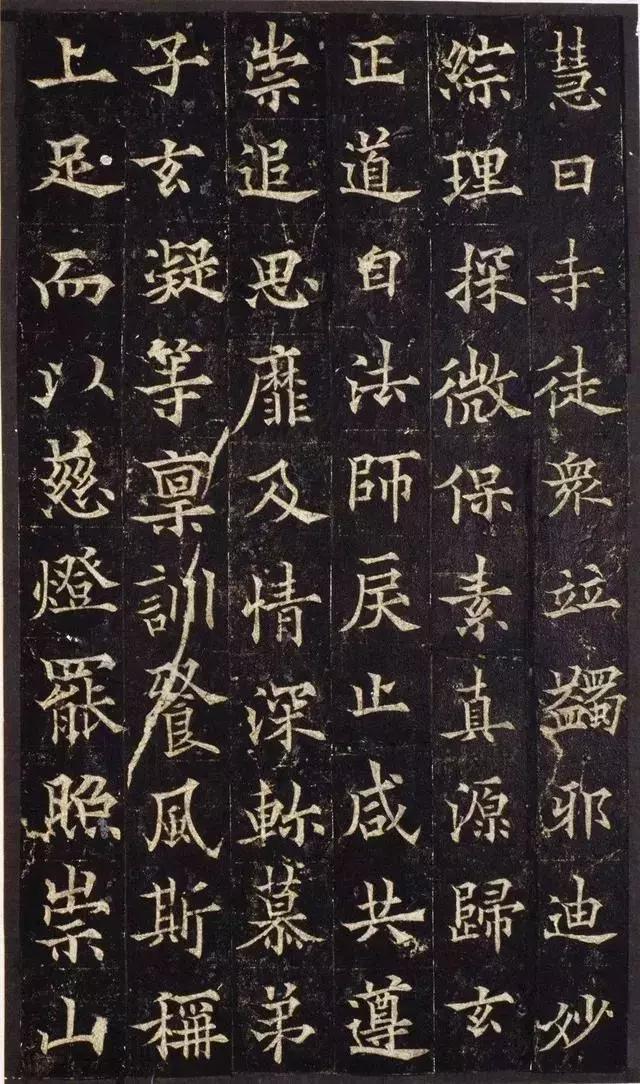 慧日寺徒衆竝蠲邪迪妙
綜理探微保素真源歸玄
正道自法師戾止咸共遵
崇追思靡及情深軫慕弟
子玄凝等稟訓餐風斯稱
上足而以慈燈罷照崇山